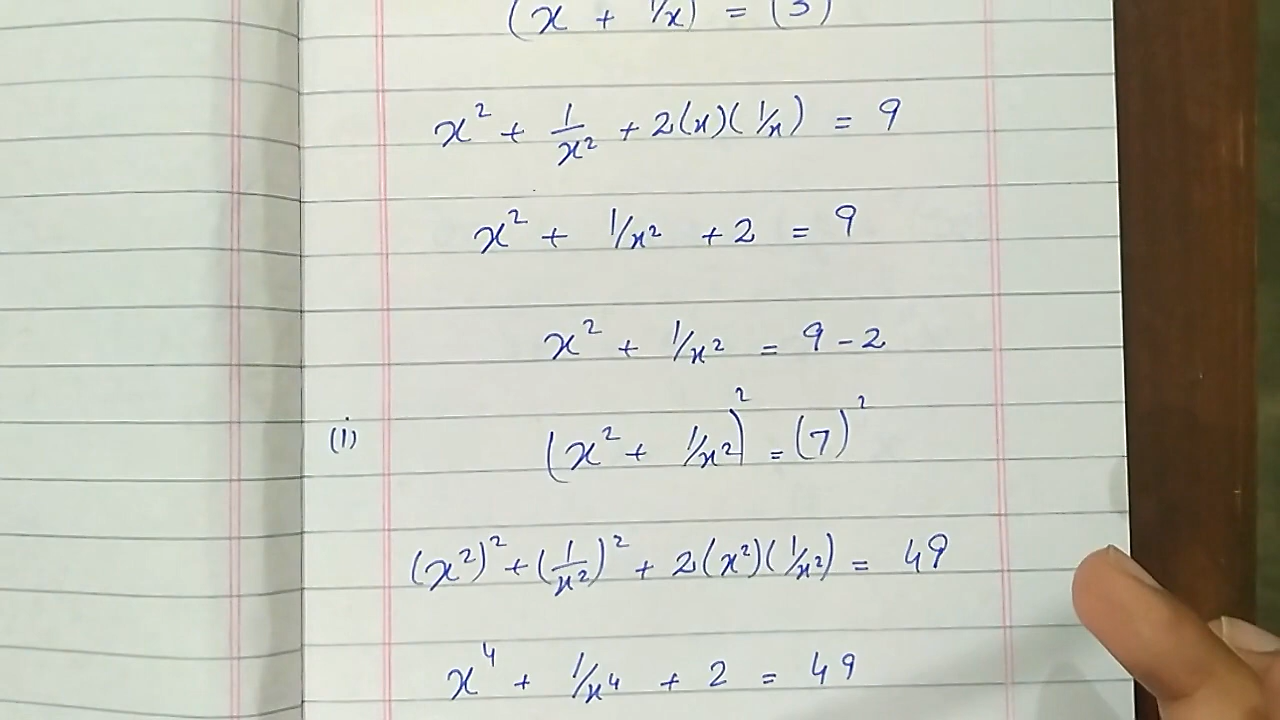 (x + 1/x) = (3)
x² + 1/x² + 2(x)(1/x) = 9
x² + 1/x² + 2 = 9
x² + 1/x² = 9 - 2
(i) (x² + 1/x²)² = (7)²
(x²)² + (1/x²)² + 2(x²)(1/x²) = 49
x⁴ + 1/x⁴ + 2 = 49